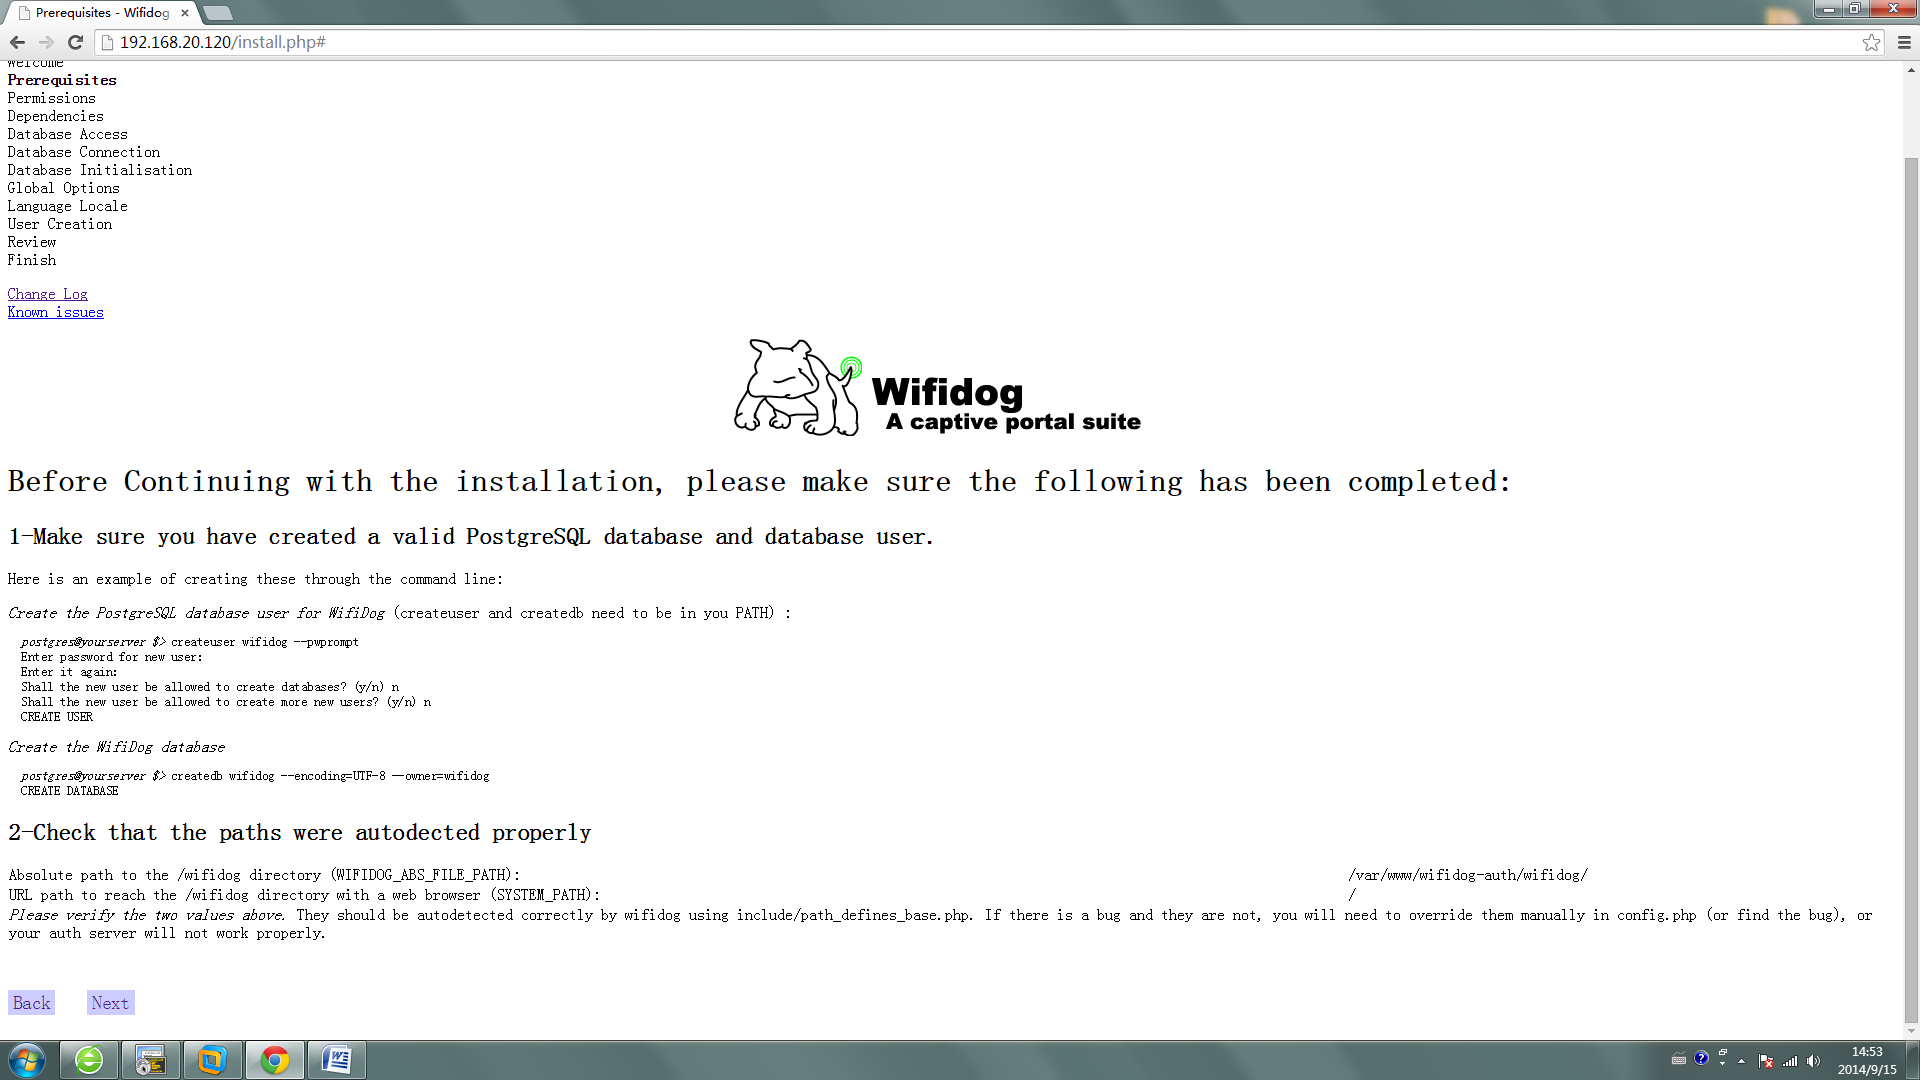 Prerequisites - Wifidog
192.168.20.120/install.php#
Welcome
Prerequisites
Permissions
Dependencies
Database Access
Database Connection
Database Initialisation
Global Options
Language Locale
User Creation
Review
Finish
Change Log
Known issues
Wifidog
A captive portal suite
Before Continuing with the installation, please make sure the following has been completed:
1-Make sure you have created a valid PostgreSQL database and database user.
Here is an example of creating these through the command line:
Create the PostgreSQL database user for WifiDog (createuser and createdb need to be in you PATH) :
postgres@yourserver $> createuser wifidog --pwprompt
Enter password for new user:
Enter it again:
Shall the new user be allowed to create databases? (y/n) n
Shall the new user be allowed to create more new users? (y/n) n
CREATE USER
Create the WifiDog database
postgres@yourserver $> createdb wifidog --encoding=UTF-8 --owner=wifidog
CREATE DATABASE
2-Check that the paths were autodected properly
Absolute path to the /wifidog directory (WIFIDOG_ABS_FILE_PATH): /var/www/wifidog-auth/wifidog/
URL path to reach the /wifidog directory with a web browser (SYSTEM_PATH): /
Please verify the two values above. They should be autodetected correctly by wifidog using include/path_defines_base.php. If there is a bug and they are not, you will need to override them manually in config.php (or find the bug), or
your auth server will not work properly.
Back Next
14:53
2014/9/15